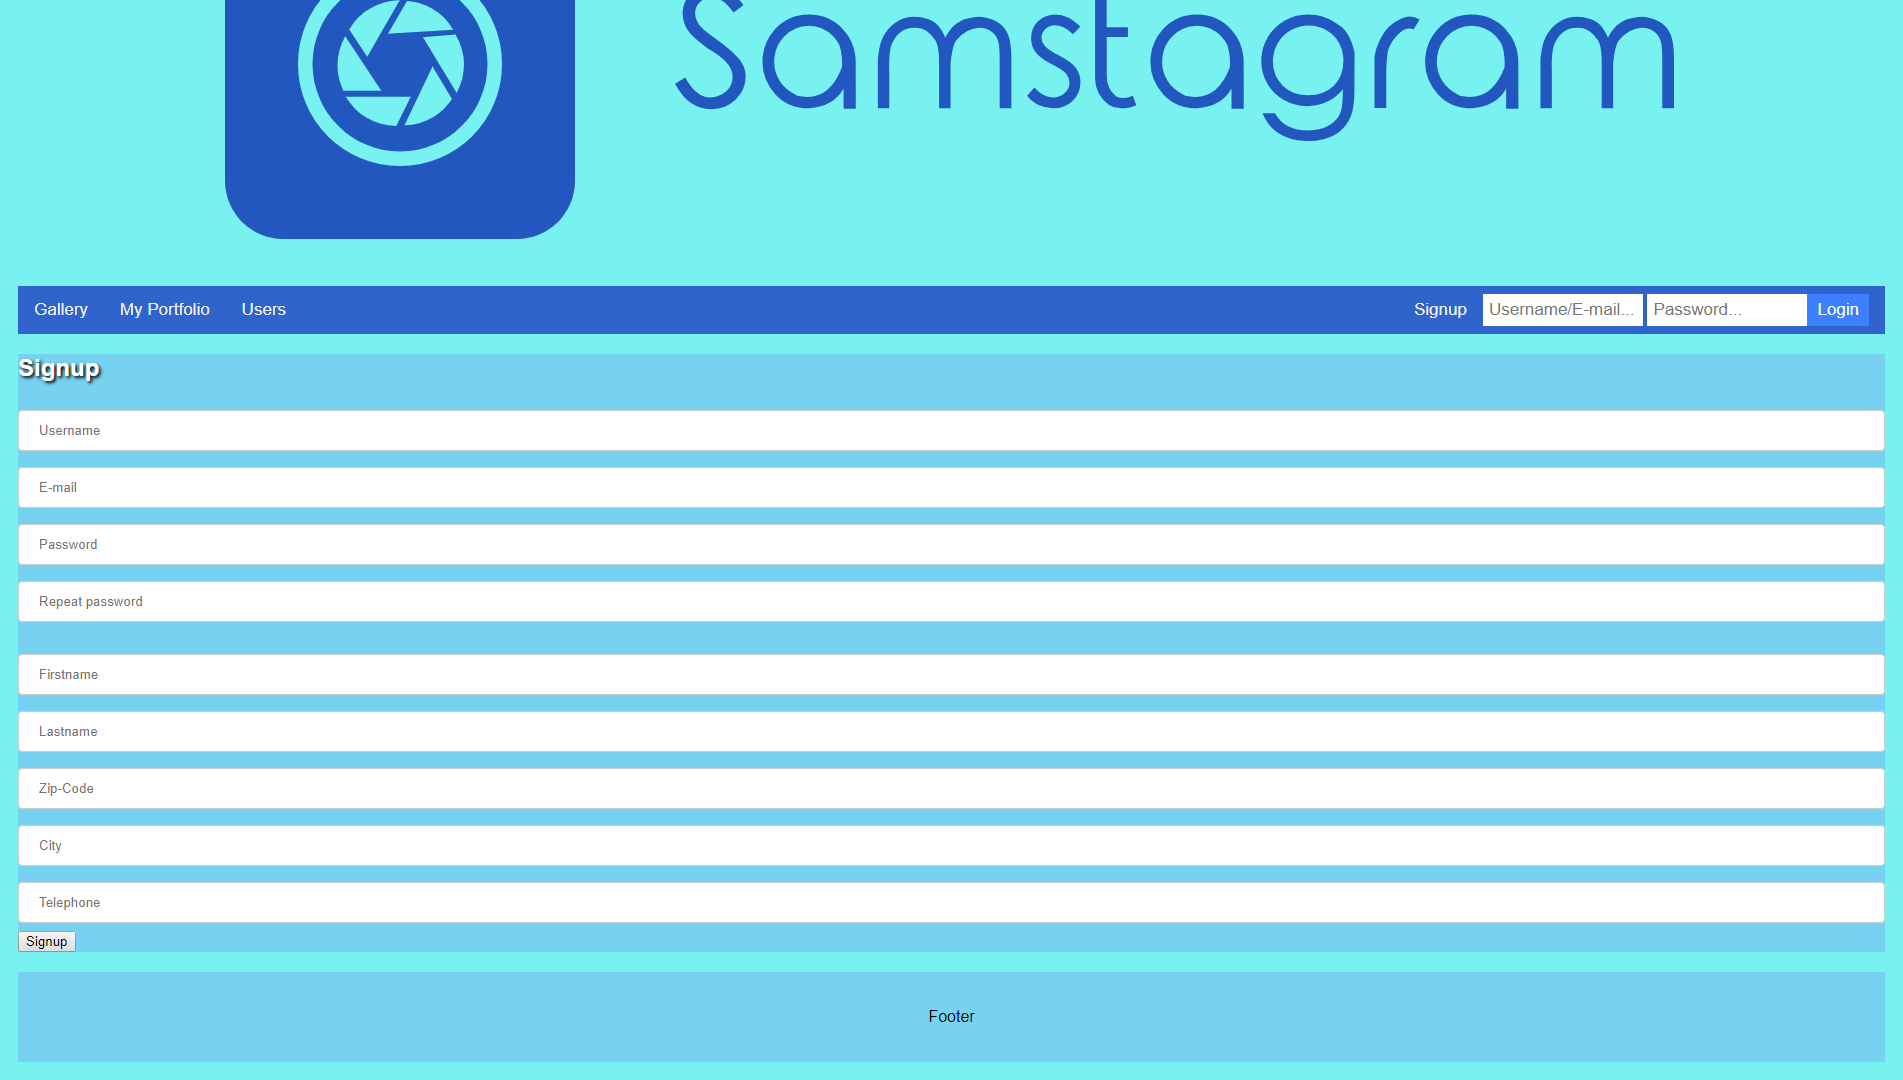 Samstagram
Gallery My Portfolio Users Signup Username/E-mail... Password... Login
Signup
Username
E-mail
Password
Repeat password
Firstname
Lastname
Zip-Code
City
Telephone
Signup
Footer